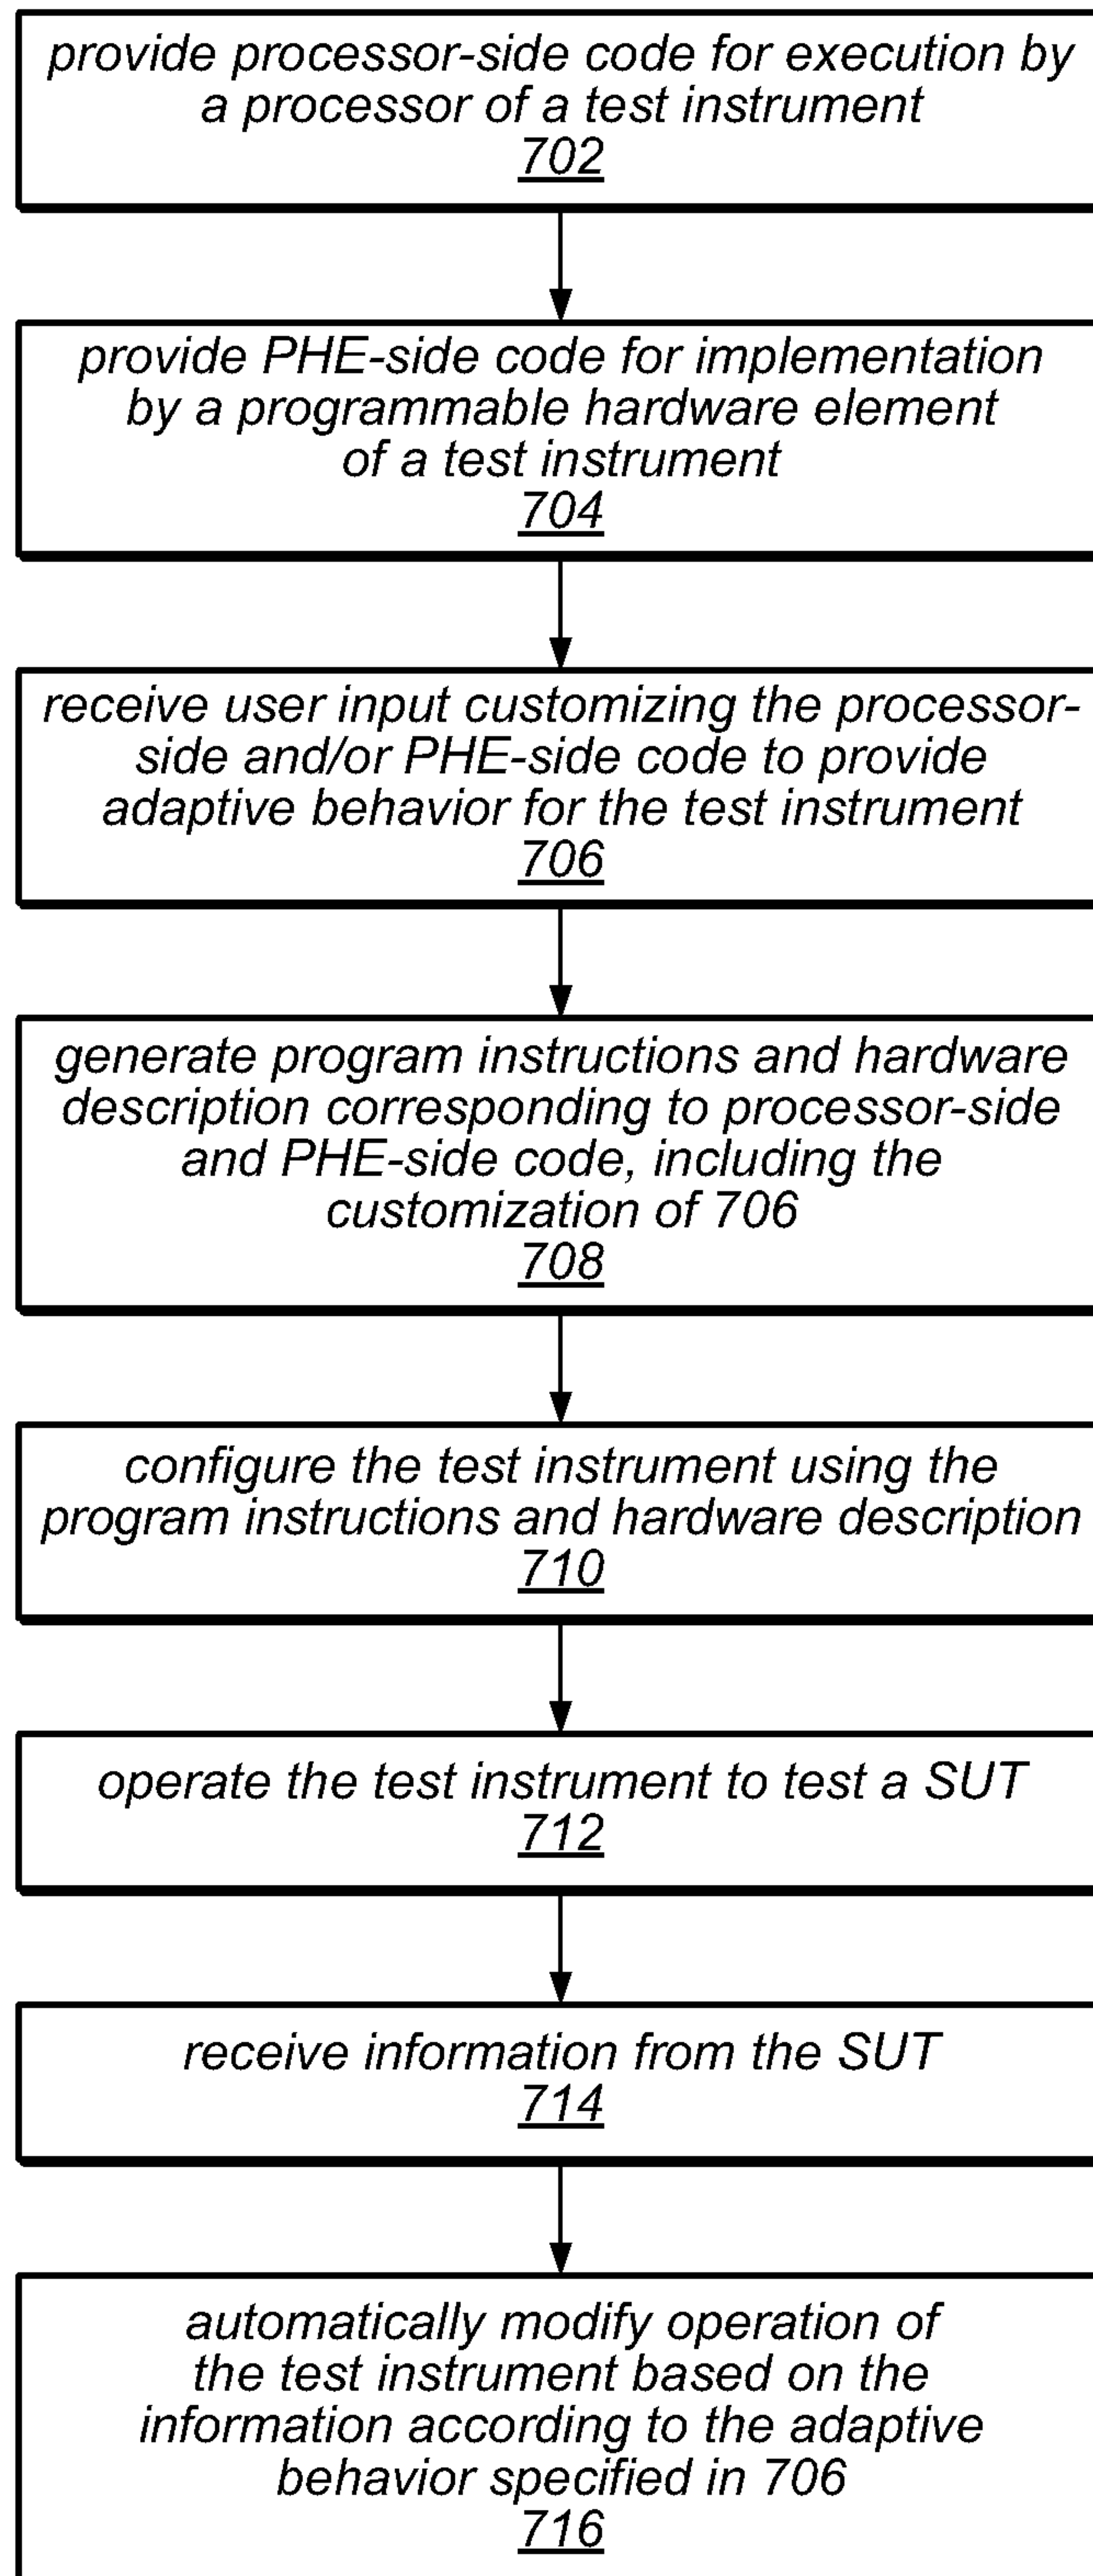 provide processor-side code for execution by
a processor of a test instrument
702
provide PHE-side code for implementation
by a programmable hardware element
of a test instrument
704
receive user input customizing the processor-
side and/or PHE-side code to provide
adaptive behavior for the test instrument
706
generate program instructions and hardware
description corresponding to processor-side
and PHE-side code, including the
customization of 706
708
configure the test instrument using the
program instructions and hardware description
710
operate the test instrument to test a SUT
712
receive information from the SUT
714
automatically modify operation of
the test instrument based on the
information according to the adaptive
behavior specified in 706
716